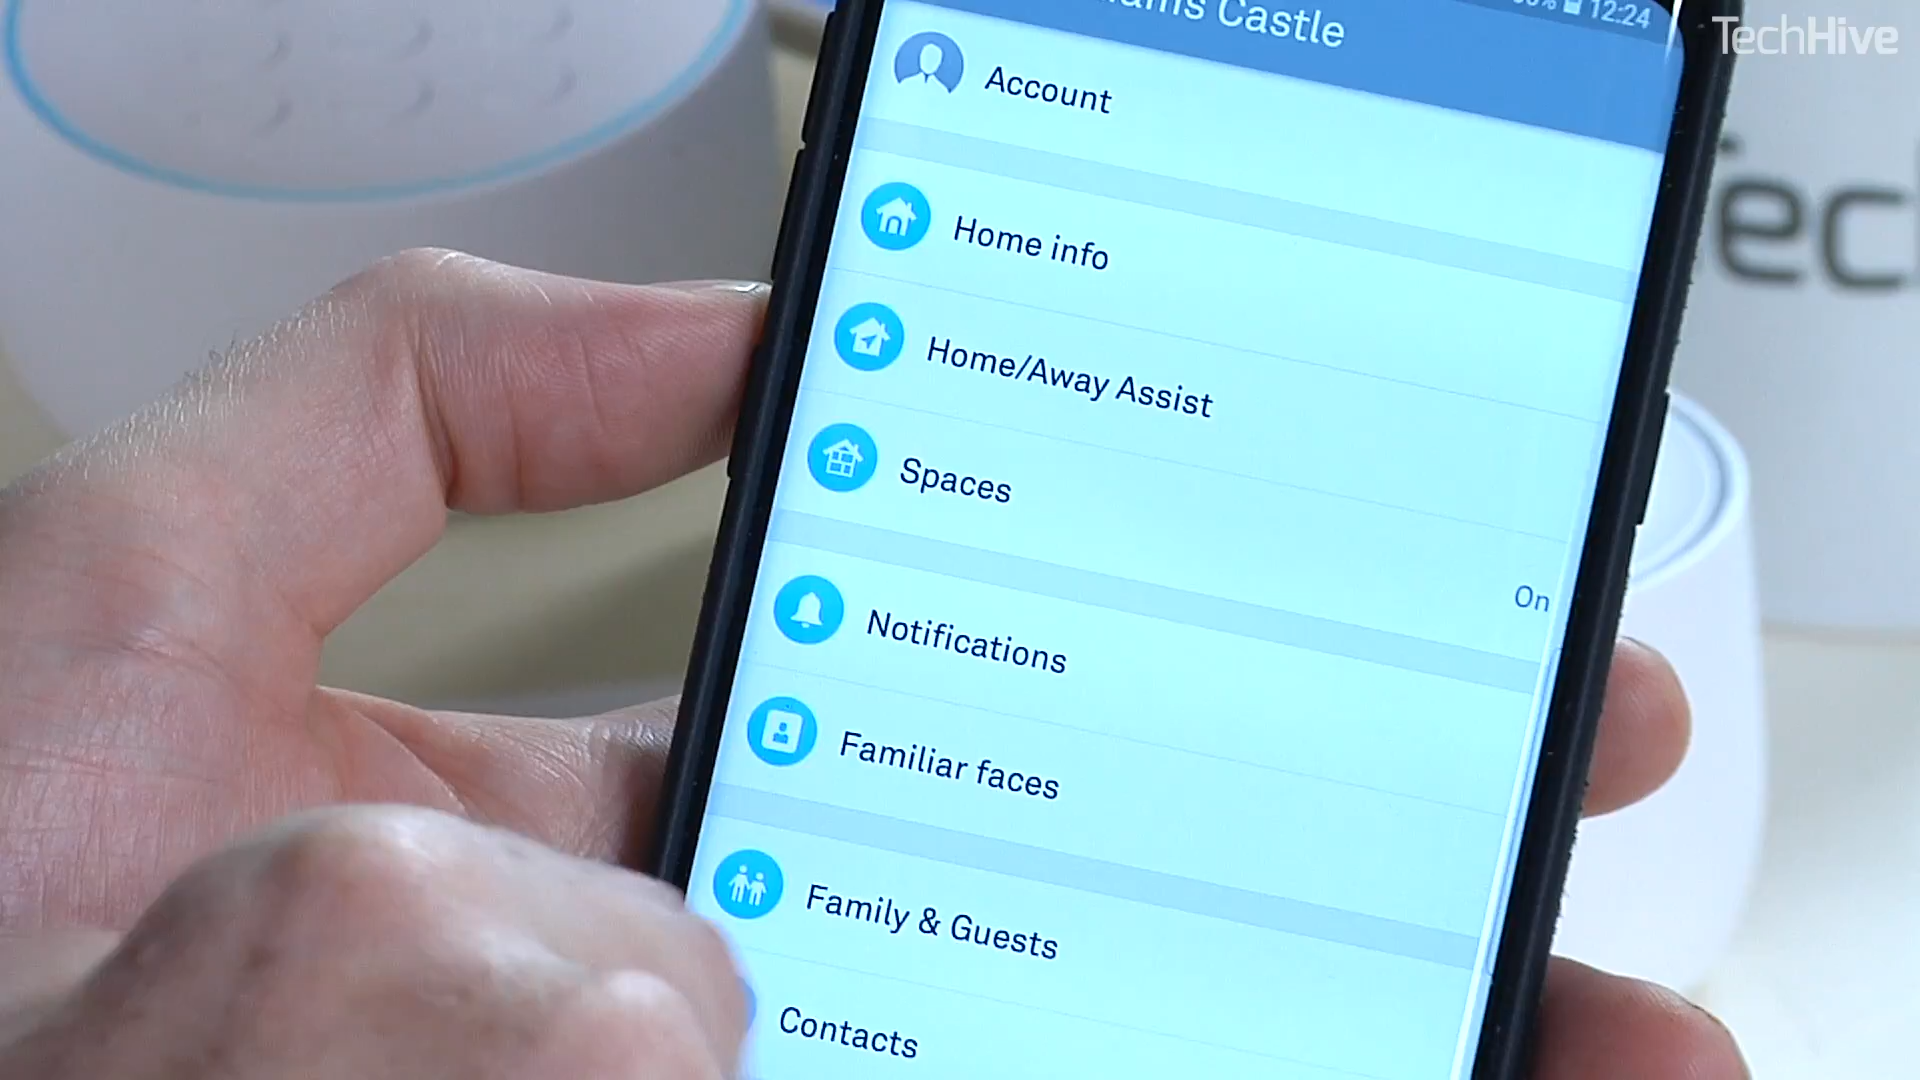 TechHive
Castle
12:24
Account
Home info
Home/Away Assist
Spaces
On
Notifications
Familiar faces
Family & Guests
Contacts